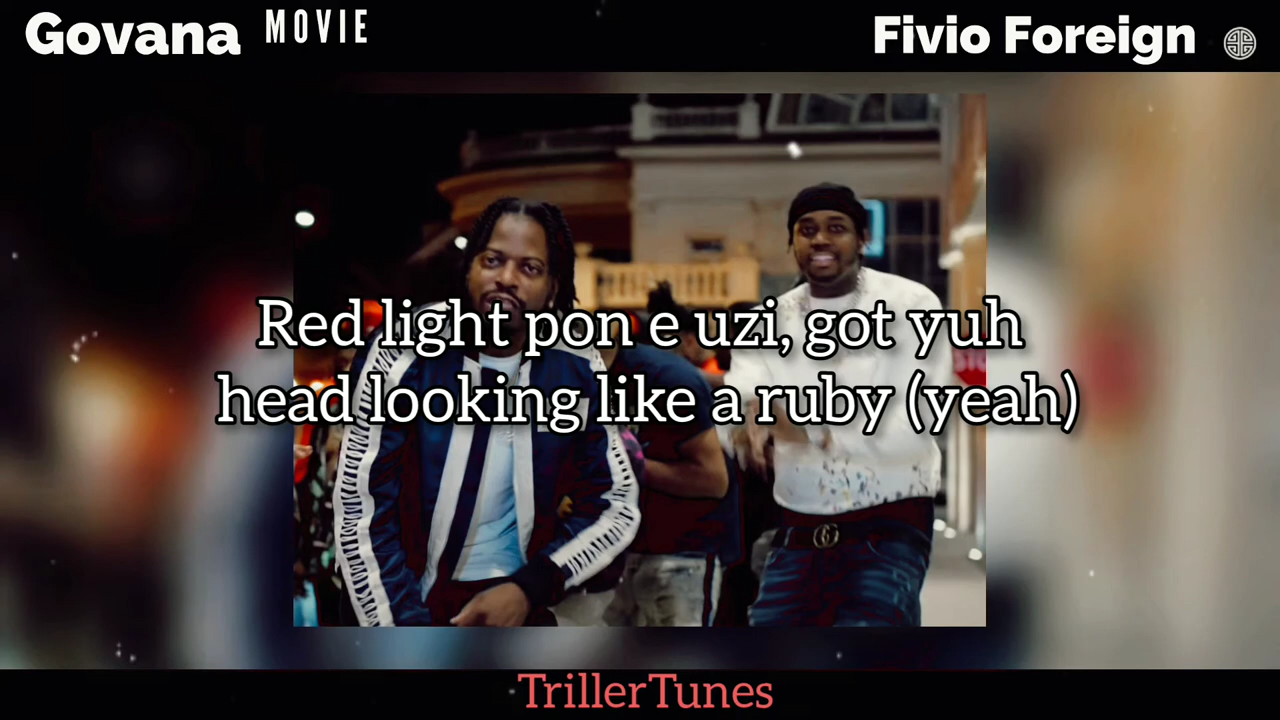 Govana MOVIE
Fivio Foreign
Red light pon e uzi, got yuh
head looking like a ruby (yeah)
TrillerTunes